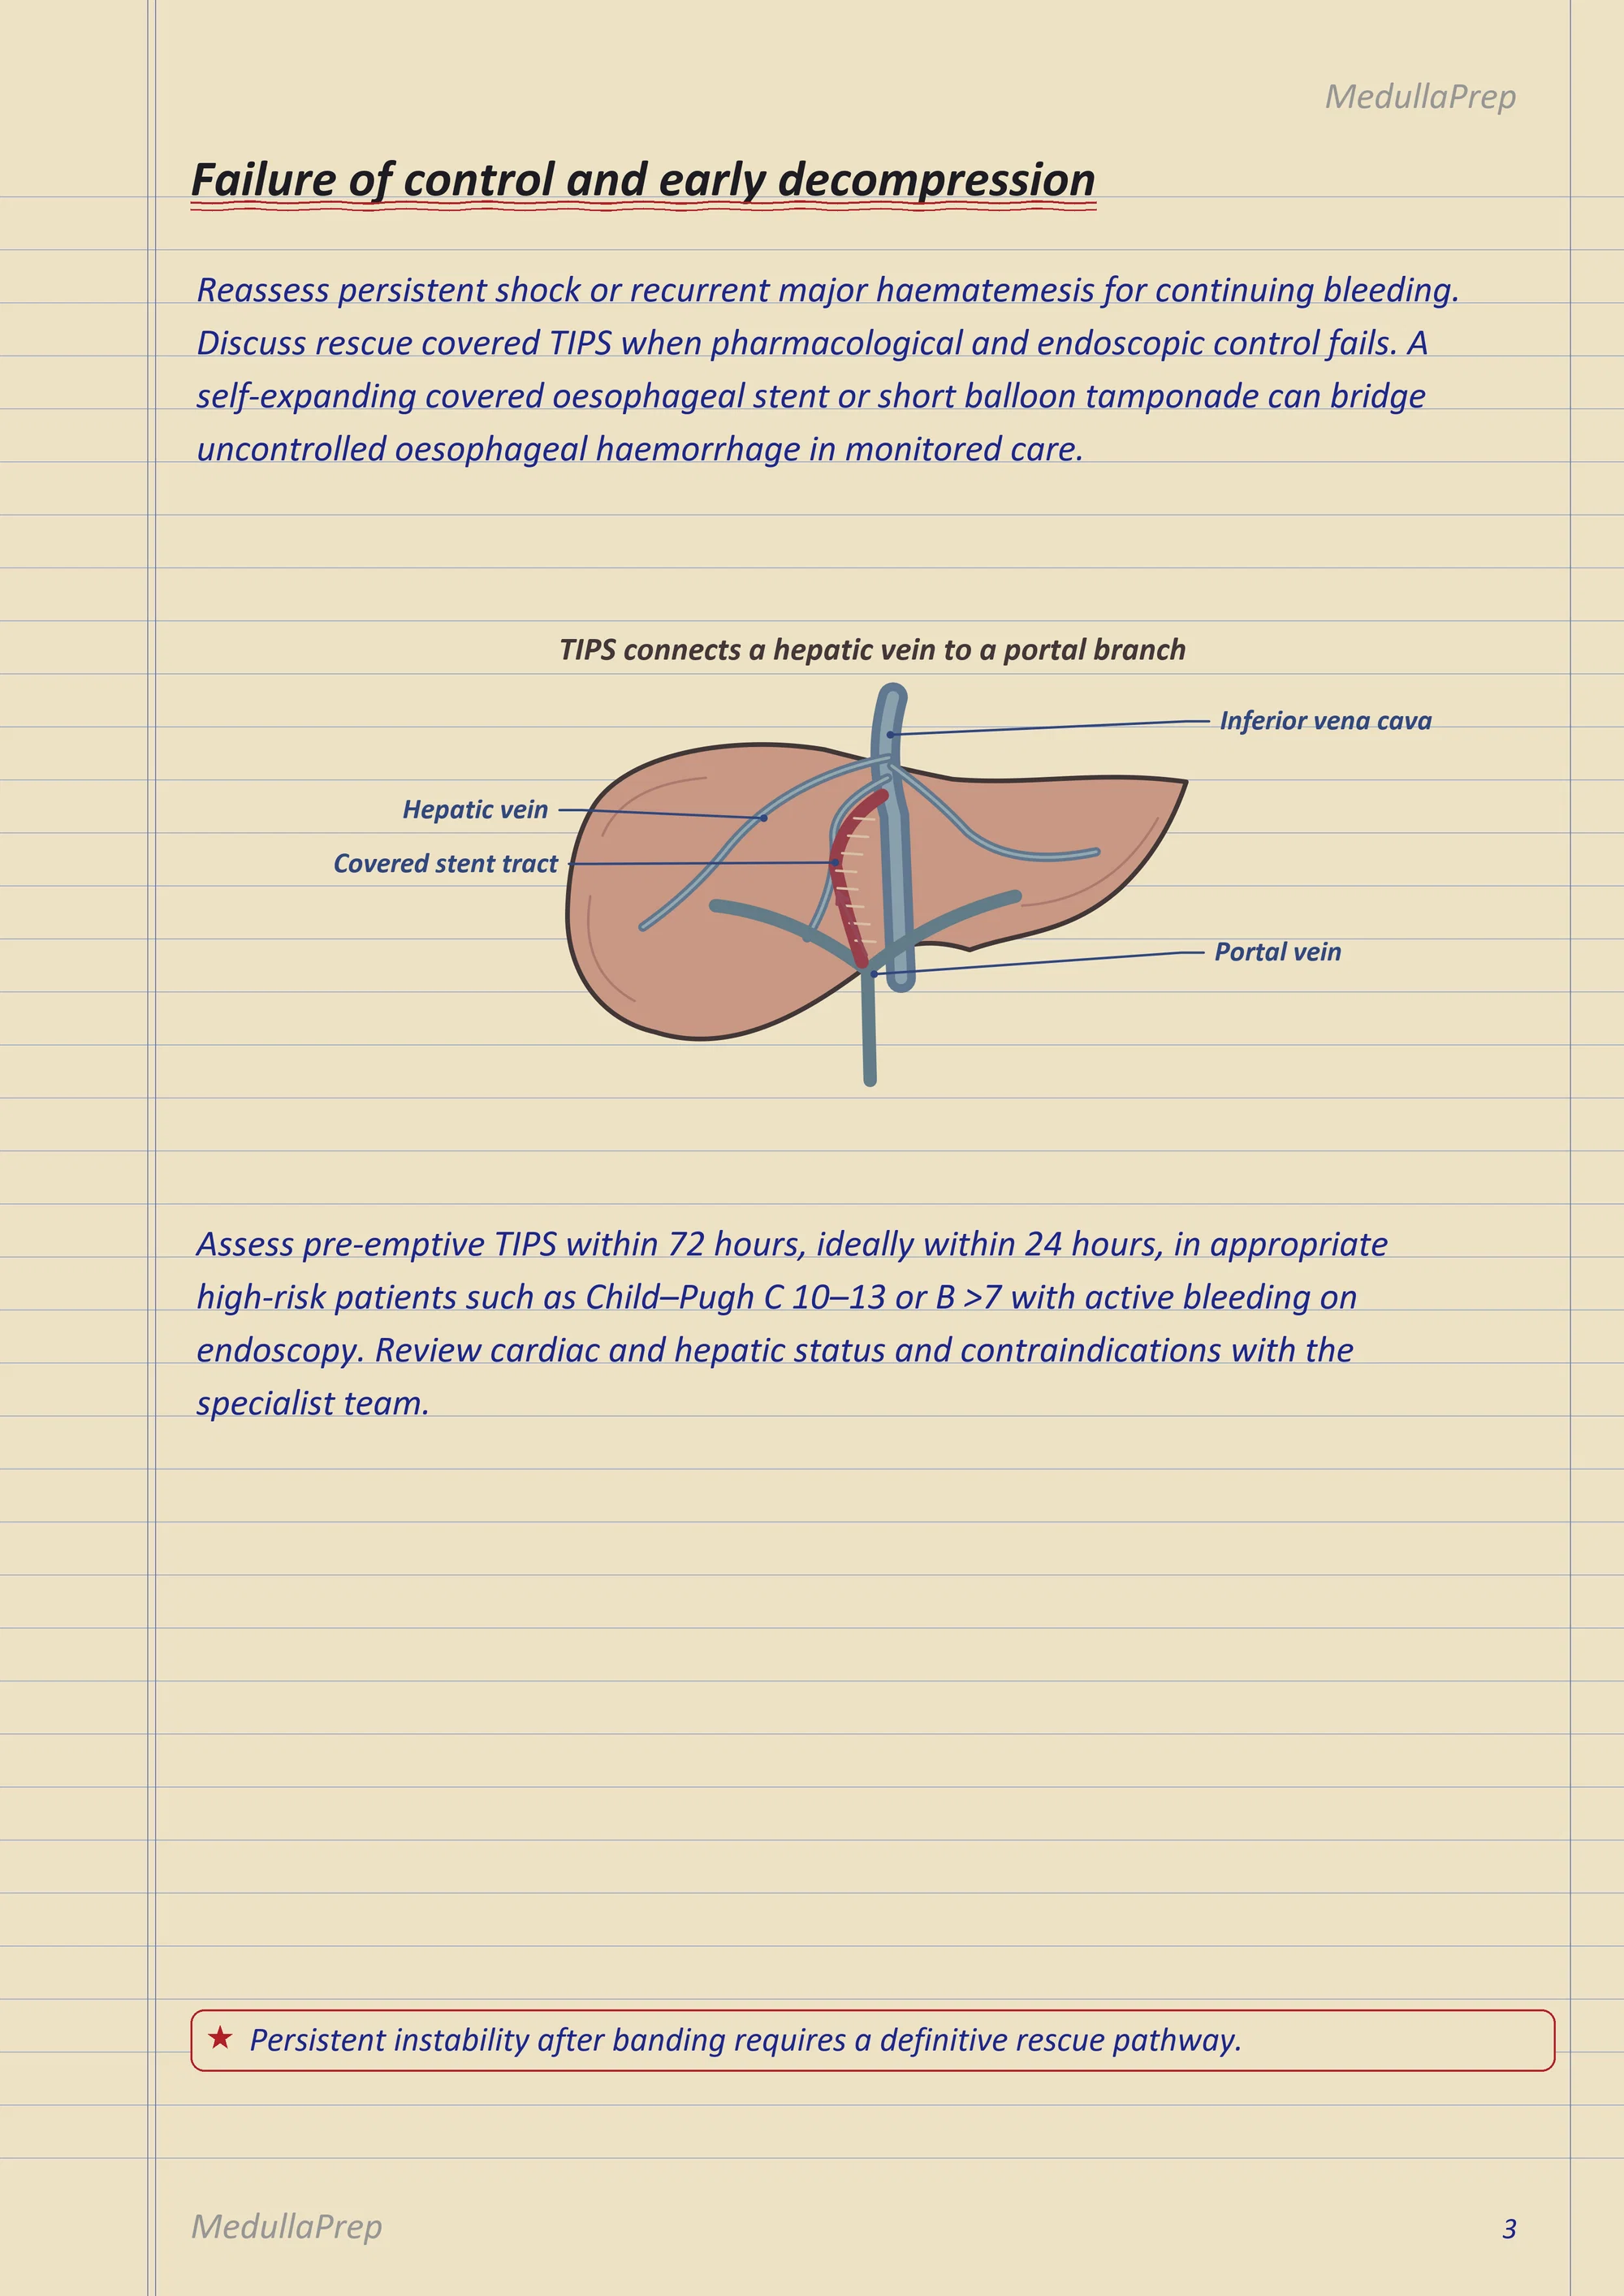 MedullaPrep
Failure of control and early decompression
Reassess persistent shock or recurrent major haematemesis for continuing bleeding.
Discuss rescue covered TIPS when pharmacological and endoscopic control fails. A
self-expanding covered oesophageal stent or short balloon tamponade can bridge
uncontrolled oesophageal haemorrhage in monitored care.
TIPS connects a hepatic vein to a portal branch
Inferior vena cava
Hepatic vein
Covered stent tract
Portal vein
Assess pre-emptive TIPS within 72 hours, ideally within 24 hours, in appropriate
high-risk patients such as Child–Pugh C 10–13 or B >7 with active bleeding on
endoscopy. Review cardiac and hepatic status and contraindications with the
specialist team.
★ Persistent instability after banding requires a definitive rescue pathway.
MedullaPrep
3